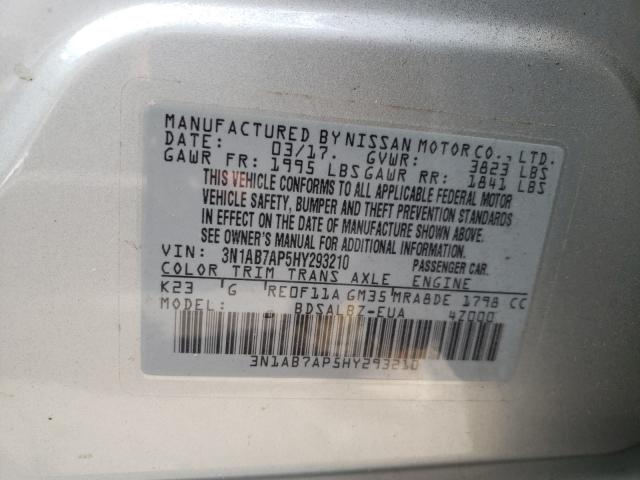 MANUFACTURED BY NISSAN MOTOR CO., LTD.
DATE: 03/17. GVWR: 3823 LBS
GAWR FR: 1995 LBS GAWR RR: 1841 LBS
THIS VEHICLE CONFORMS TO ALL APPLICABLE FEDERAL MOTOR
VEHICLE SAFETY, BUMPER AND THEFT PREVENTION STANDARDS
IN EFFECT ON THE DATE OF MANUFACTURE SHOWN ABOVE.
SEE OWNER'S MANUAL FOR ADDITIONAL INFORMATION.
VIN: 3N1AB7AP5HY293210 PASSENGER CAR.
COLOR TRIM TRANS AXLE ENGINE
K23 G RE0F11A GM35 MRA8DE 1798 CC
MODEL: BDSALBZ-EUA 4Z000
3N1AB7AP5HY293210